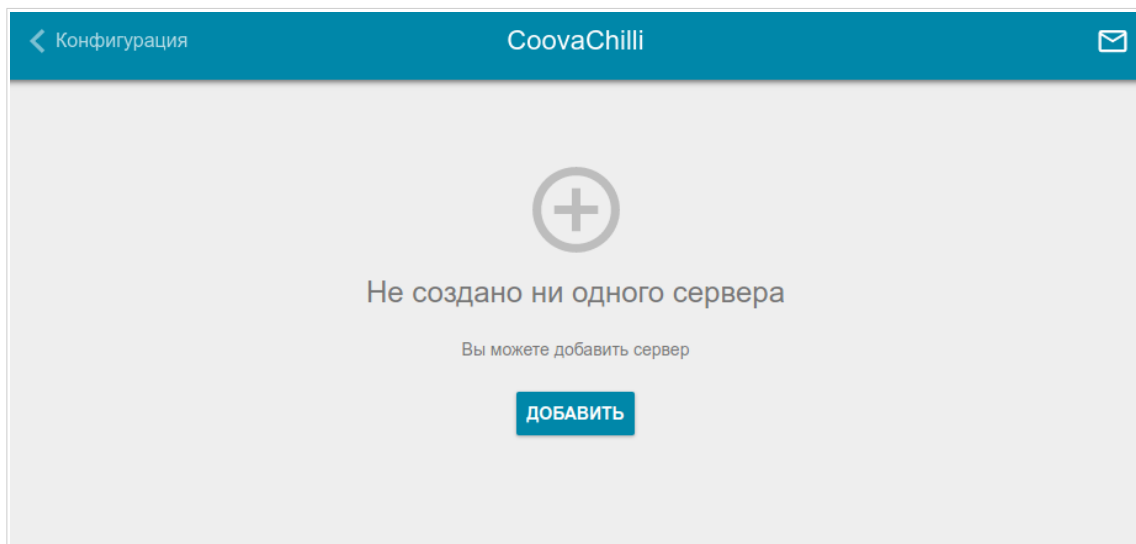 Конфигурация
CoovaChilli
Не создано ни одного сервера
Вы можете добавить сервер
ДОБАВИТЬ